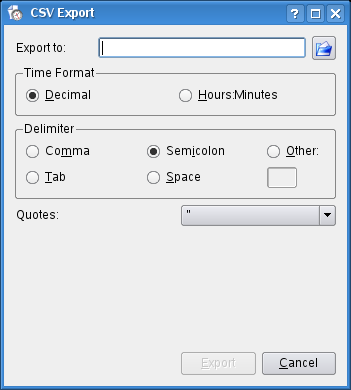 CSV Export
Export to:
Time Format
Decimal Hours:Minutes
Delimiter
Comma Semicolon Other:
Tab Space
Quotes: "
Export Cancel